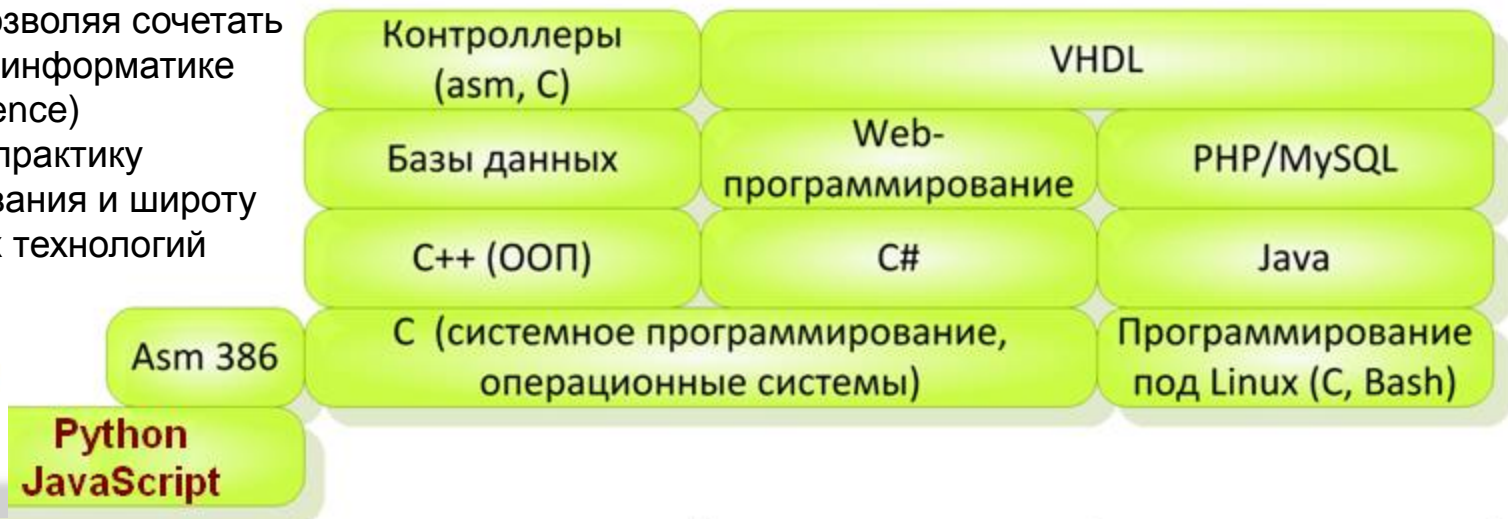 озволяя сочетать
информатике
ence)
практику
вания и широту
х технологий
Контроллеры
(asm, C)
VHDL
Базы данных
Web-
программирование
PHP/MySQL
C++ (ООП)
C#
Java
Asm 386
C (системное программирование,
операционные системы)
Программирование
под Linux (C, Bash)
Python
JavaScript